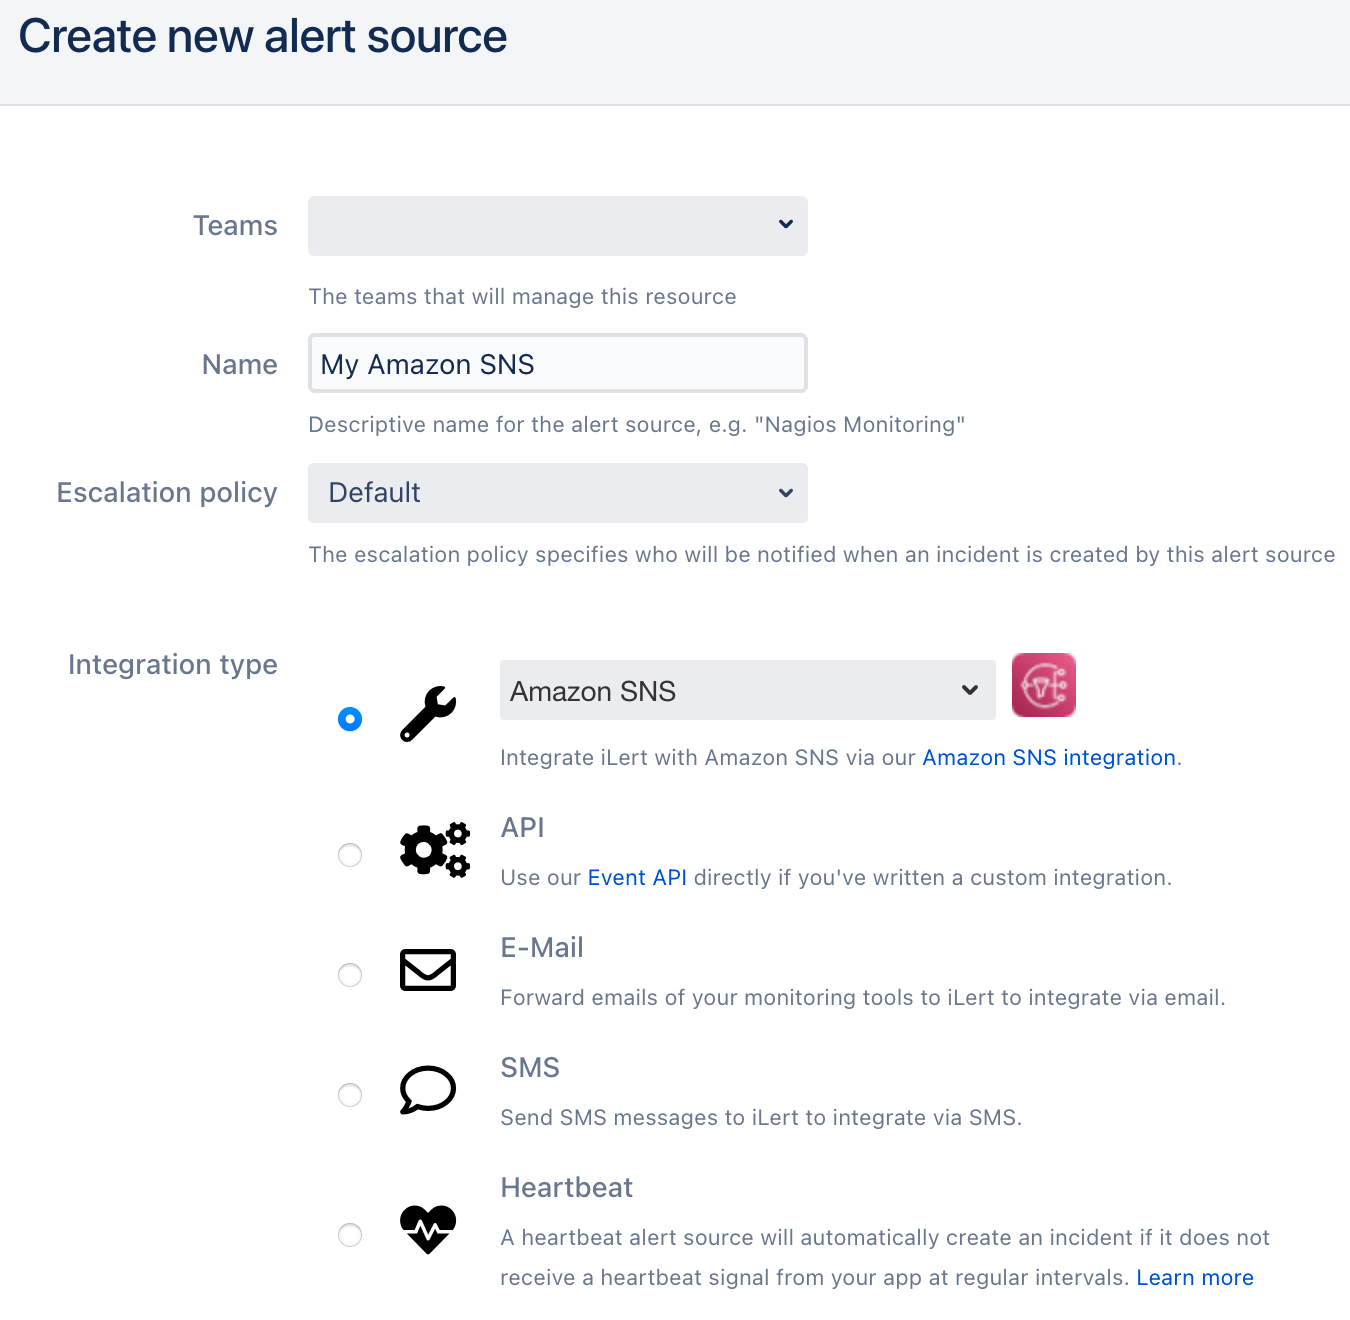 Create new alert source
Teams
The teams that will manage this resource
Name
My Amazon SNS
Descriptive name for the alert source, e.g. "Nagios Monitoring"
Escalation policy
Default
The escalation policy specifies who will be notified when an incident is created by this alert source
Integration type
Amazon SNS
Integrate iLert with Amazon SNS via our Amazon SNS integration.
API
Use our Event API directly if you've written a custom integration.
E-Mail
Forward emails of your monitoring tools to iLert to integrate via email.
SMS
Send SMS messages to iLert to integrate via SMS.
Heartbeat
A heartbeat alert source will automatically create an incident if it does not
receive a heartbeat signal from your app at regular intervals. Learn more